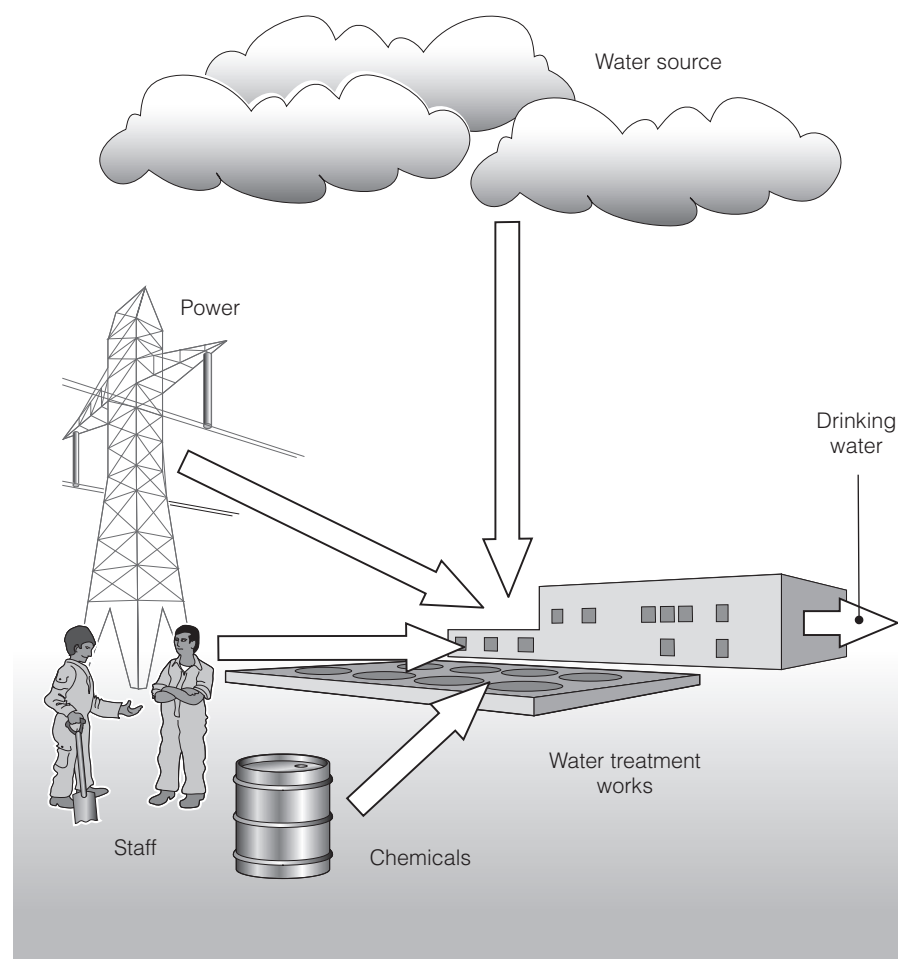 Water source
Power
Drinking
water
Water treatment
works
Staff
Chemicals